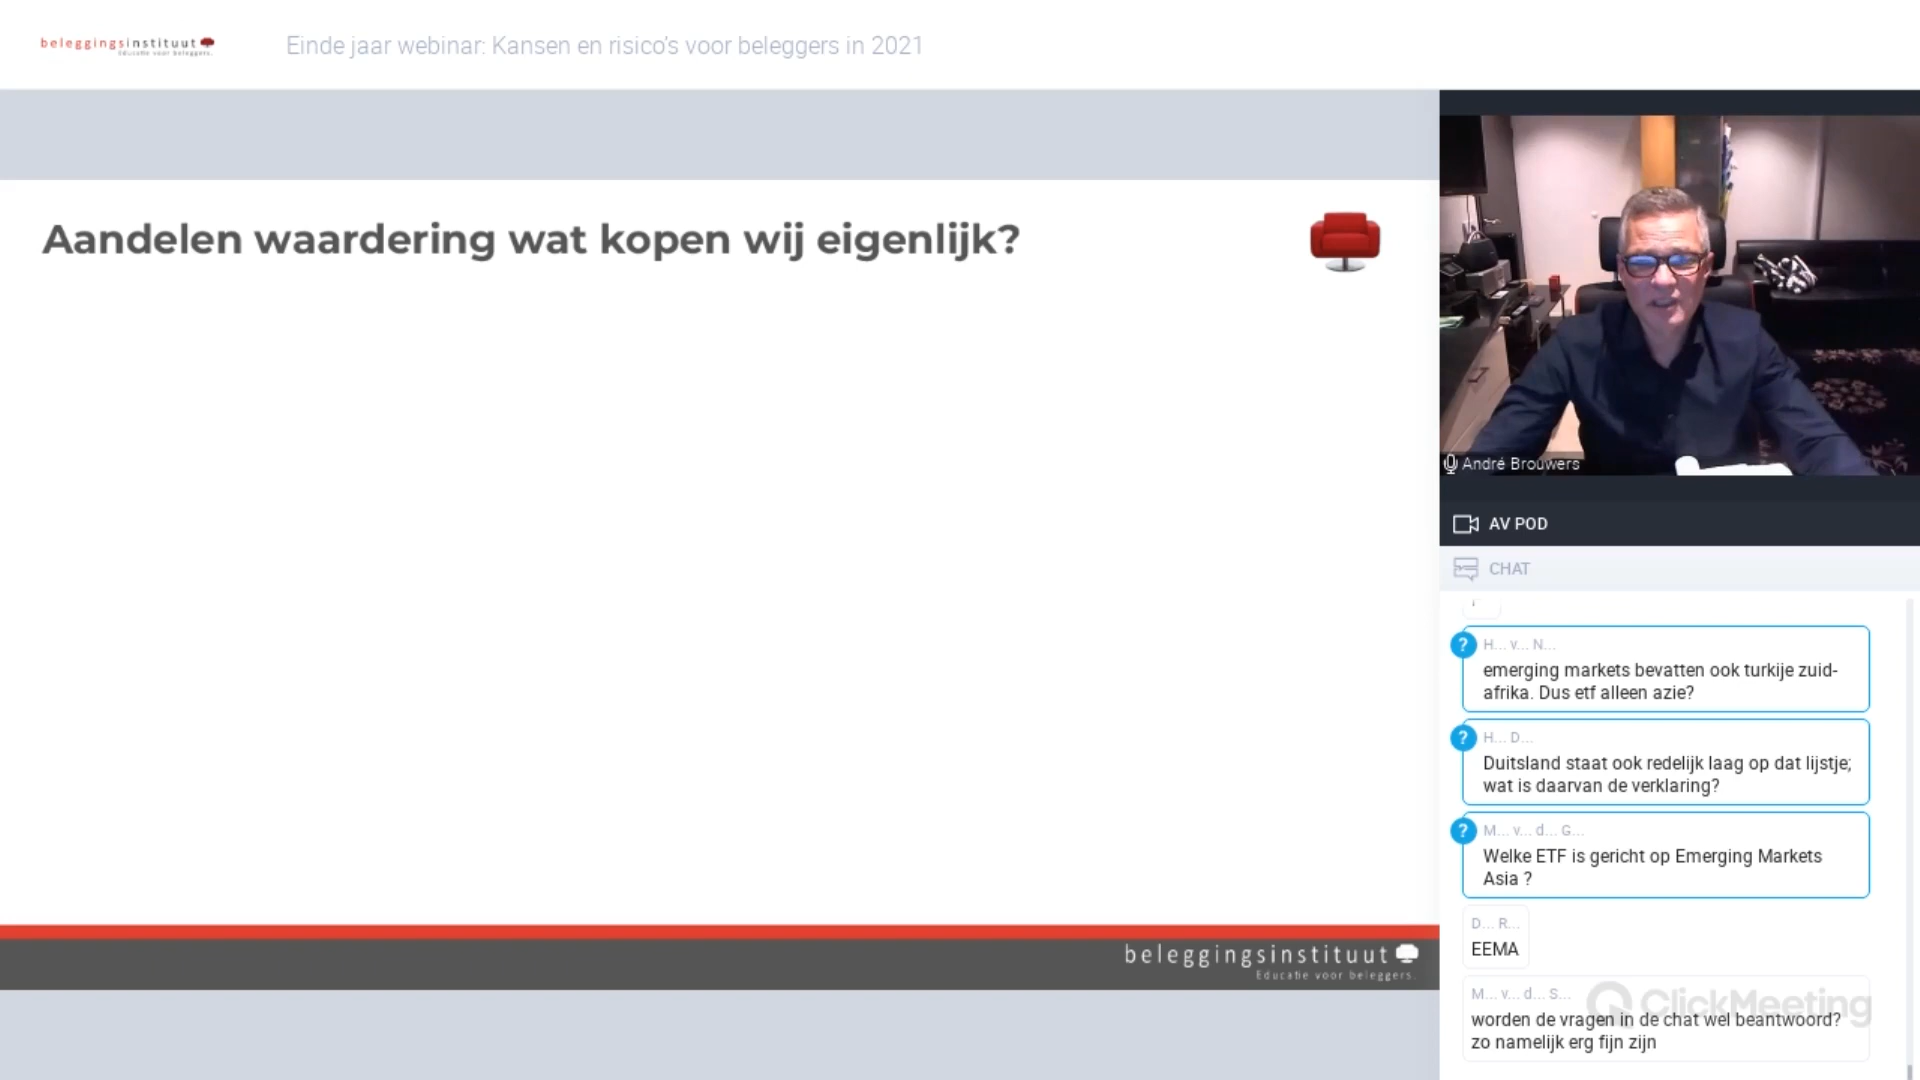 beleggingsinstituut
Educatie voor beleggers.
Einde jaar webinar: Kansen en risico's voor beleggers in 2021
Aandelen waardering wat kopen wij eigenlijk?
beleggingsinstituut
Educatie voor beleggers.
André Brouwers
AV POD
CHAT
? H... v... N...
emerging markets bevatten ook turkije zuid-
afrika. Dus etf alleen azie?
? H... D...
Duitsland staat ook redelijk laag op dat lijstje;
wat is daarvan de verklaring?
? M... v... d... G...
Welke ETF is gericht op Emerging Markets
Asia ?
D... R...
EEMA
M... v... d... S...
ClickMeeting
worden de vragen in de chat wel beantwoord?
zo namelijk erg fijn zijn